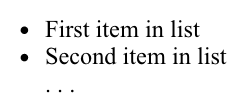 • First item in list
• Second item in list
. . .